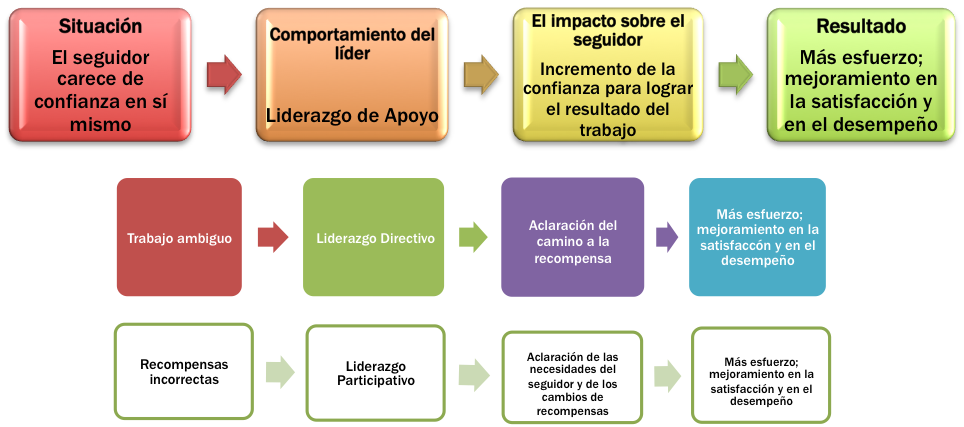 Situación
El seguidor
carece de
confianza en sí
mismo
Comportamiento del
líder
Liderazgo de Apoyo
El impacto sobre el
seguidor
Incremento de la
confianza para lograr
el resultado del
trabajo
Resultado
Más esfuerzo;
mejoramiento en
la satisfacción y
en el desempeño
Trabajo ambiguo
Liderazgo Directivo
Aclaración del
camino a la
recompensa
Más esfuerzo;
mejoramiento en la
satisfaccón y en el
desempeño
Recompensas
incorrectas
Liderazgo
Participativo
Aclaración de las
necesidades del
seguidor y de los
cambios de
recompensas
Más esfuerzo;
mejoramiento en la
satisfacción y en el
desempeño